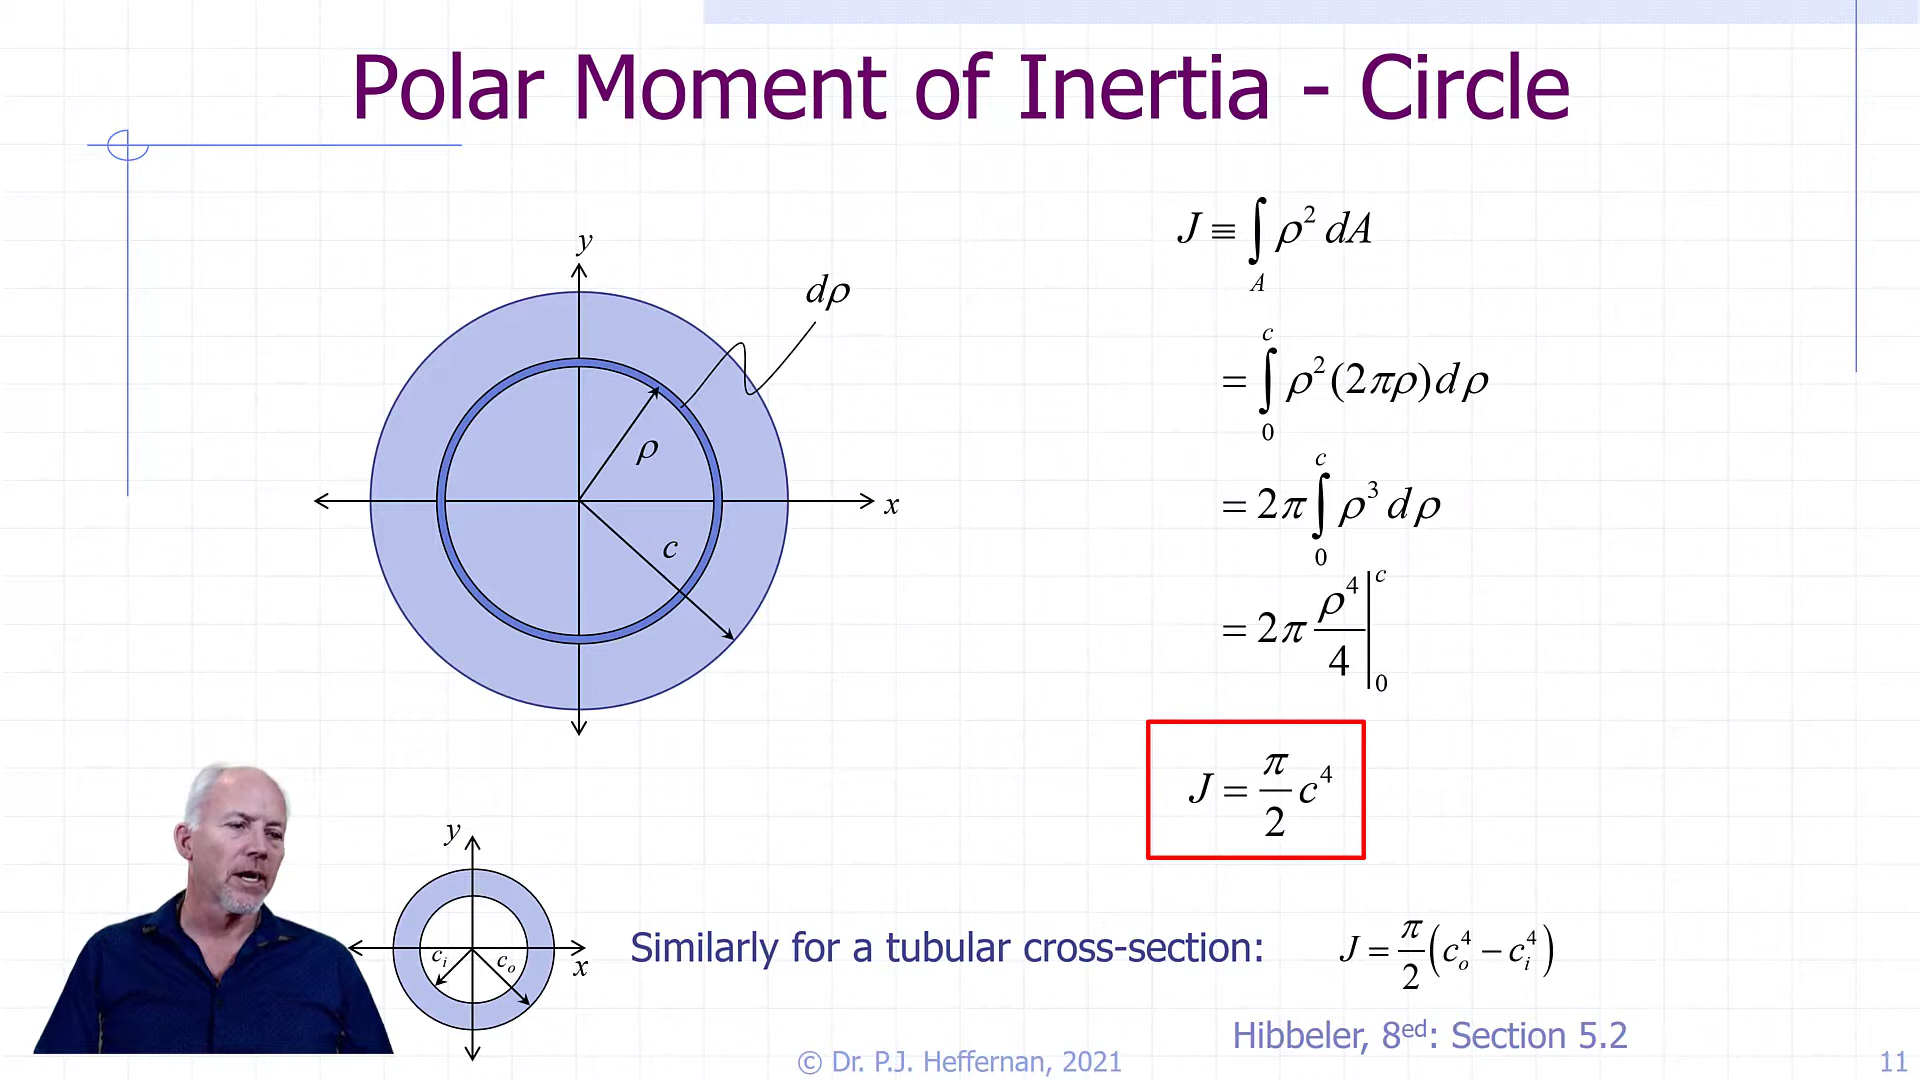 Polar Moment of Inertia - Circle
y
dρ
ρ
x
c
J ≡ ∫_A ρ² dA
= ∫_0^c ρ²(2πρ)dρ
= 2π ∫_0^c ρ³ dρ
= 2π ρ⁴/4 |_0^c
J = π/2 c⁴
y
c_i
c_o
x
Similarly for a tubular cross-section: J = π/2 (c_o⁴ − c_i⁴)
Hibbeler, 8ᵉᵈ: Section 5.2
© Dr. P.J. Heffernan, 2021
11